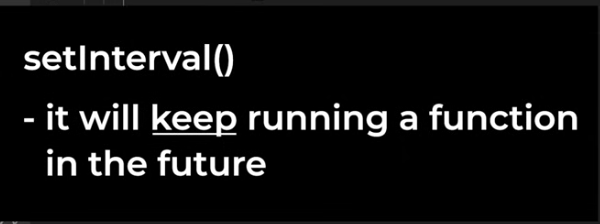 setInterval()
- it will keep running a function
in the future